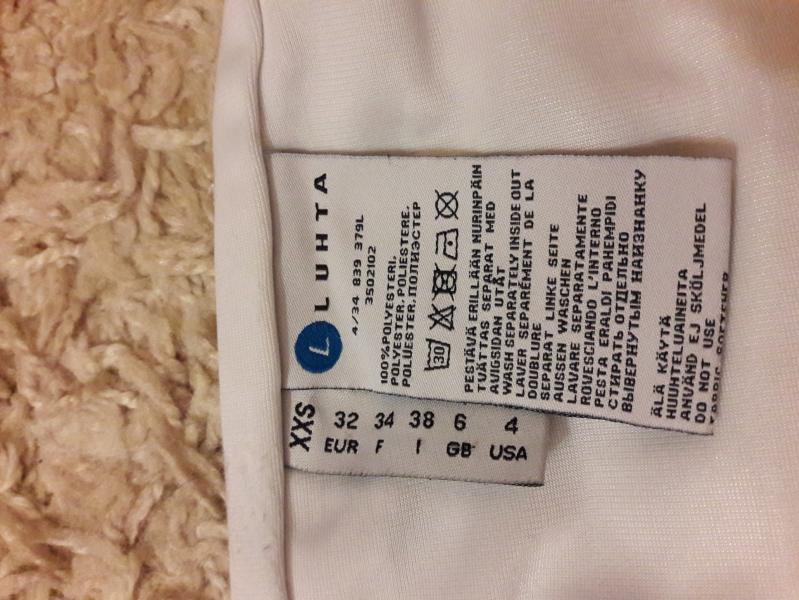 L LUHTA
4/34 839 379L
3502102
100%POLYESTERI.
POLYESTER. POLIESTERE.
POLÜESTER. ПОЛИЭСТЕР
30
PESTÄVÄ ERILLÄÄN NURINPÄIN
TVÄTTAS SEPARAT MED
AVIGSIDAN UTÅT
WASH SEPARATELY INSIDE OUT
LAVER SEPARÉMENT DE LA
DOUBLURE
SEPARAT LINKE SEITE
AUSSEN WASCHEN
LAVARE SEPARATAMENTE
ROVESCIANDO L'INTERNO
PESTA ERALDI PAHEMPIDI
СТИРАТЬ ОТДЕЛЬНО
ВЫВЕРНУТЫМ НАИЗНАНКУ
ÄLÄ KÄYTÄ
HUUHTELUAINEITA
ANVÄND EJ SKÖLJMEDEL
DO NOT USE
XXS
32 34 38 6 4
EUR F I GB USA